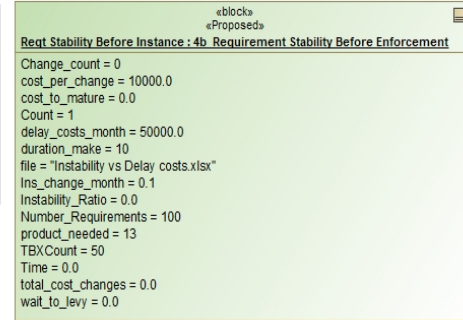 «block»
«Proposed»
Reqt Stability Before Instance : 4b Requirement Stability Before Enforcement
Change_count = 0
cost_per_change = 10000.0
cost_to_mature = 0.0
Count = 1
delay_costs_month = 50000.0
duration_make = 10
file = "Instability vs Delay costs.xlsx"
Ins_change_month = 0.1
Instability_Ratio = 0.0
Number_Requirements = 100
product_needed = 13
TBXCount = 50
Time = 0.0
total_cost_changes = 0.0
wait_to_levy = 0.0